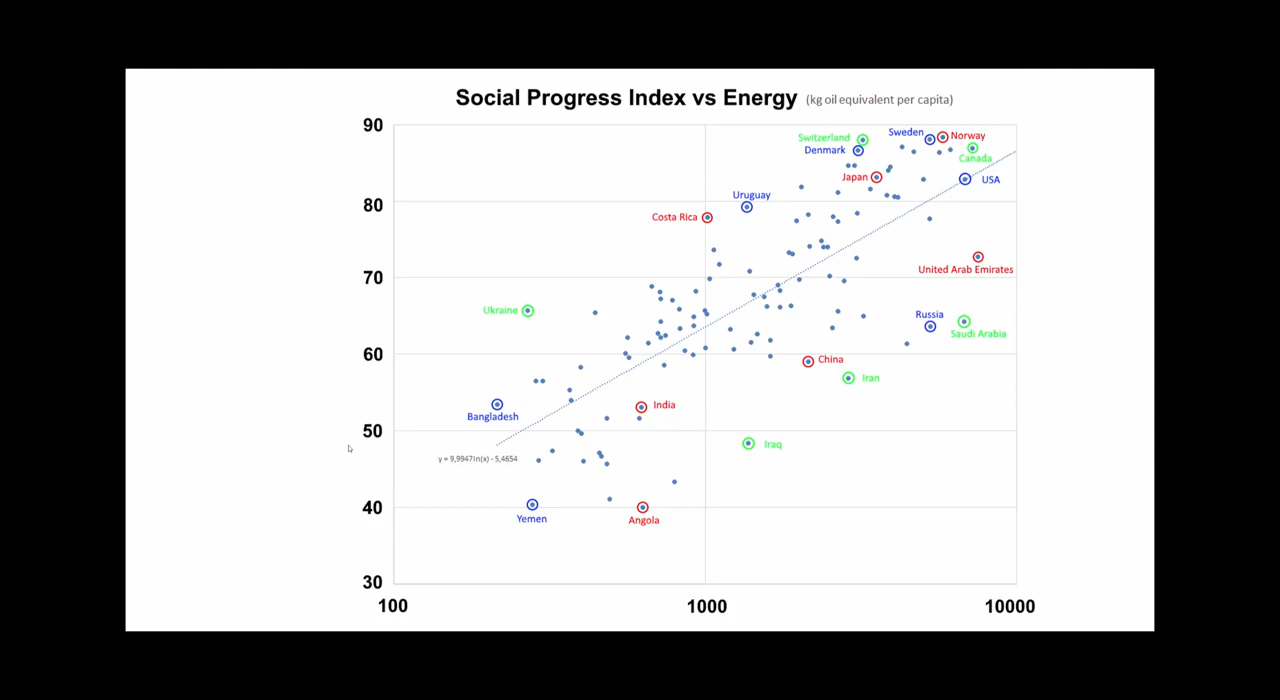 Social Progress Index vs Energy (kg oil equivalent per capita)
90
80
70
60
50
40
30
100
1000
10000
Switzerland
Denmark
Sweden
Norway
Canada
Japan
USA
Uruguay
Costa Rica
United Arab Emirates
Ukraine
Russia
Saudi Arabia
China
Iran
Bangladesh
India
Iraq
y = 9,9947ln(x) - 5,4654
Yemen
Angola